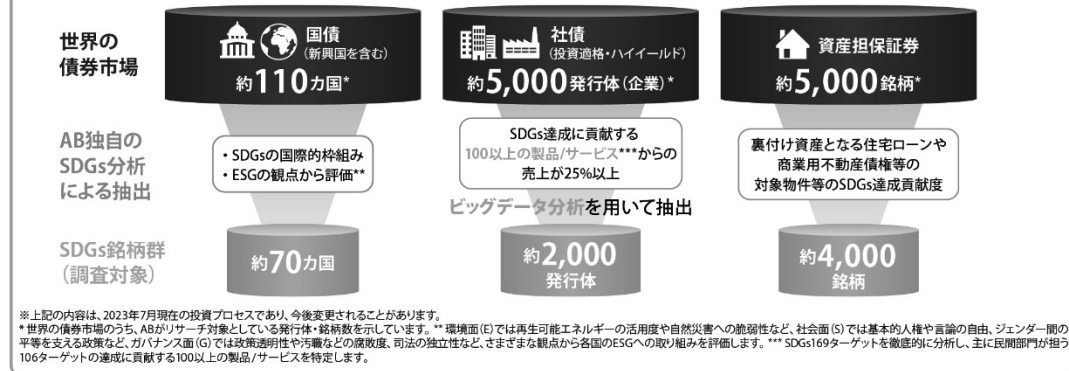 世界の
債券市場
国債
(新興国を含む)
約110カ国*
社債
(投資適格・ハイイールド)
約5,000発行体(企業)*
資産担保証券
約5,000銘柄*
AB独自の
SDGs分析
による抽出
・SDGsの国際的枠組み
・ESGの観点から評価**
SDGs達成に貢献する
100以上の製品/サービス***からの
売上が25%以上
ビッグデータ分析を用いて抽出
裏付け資産となる住宅ローンや
商業用不動産債権等の
対象物件等のSDGs達成貢献度
SDGs銘柄群
(調査対象)
約70カ国
約2,000
発行体
約4,000
銘柄
※上記の内容は、2023年7月現在の投資プロセスであり、今後変更されることがあります。
* 世界の債券市場のうち、ABがリサーチ対象としている発行体・銘柄数を示しています。** 環境面(E)では再生可能エネルギーの活用度や自然災害への脆弱性など、社会面(S)では基本的人権や言論の自由、ジェンダー間の
平等を支える政策など、ガバナンス面(G)では政策透明性や汚職などの腐敗度、司法の独立性など、さまざまな観点から各国のESGへの取り組みを評価します。*** SDGs169ターゲットを徹底的に分析し、主に民間部門が担う
106ターゲットの達成に貢献する100以上の製品/サービスを特定します。